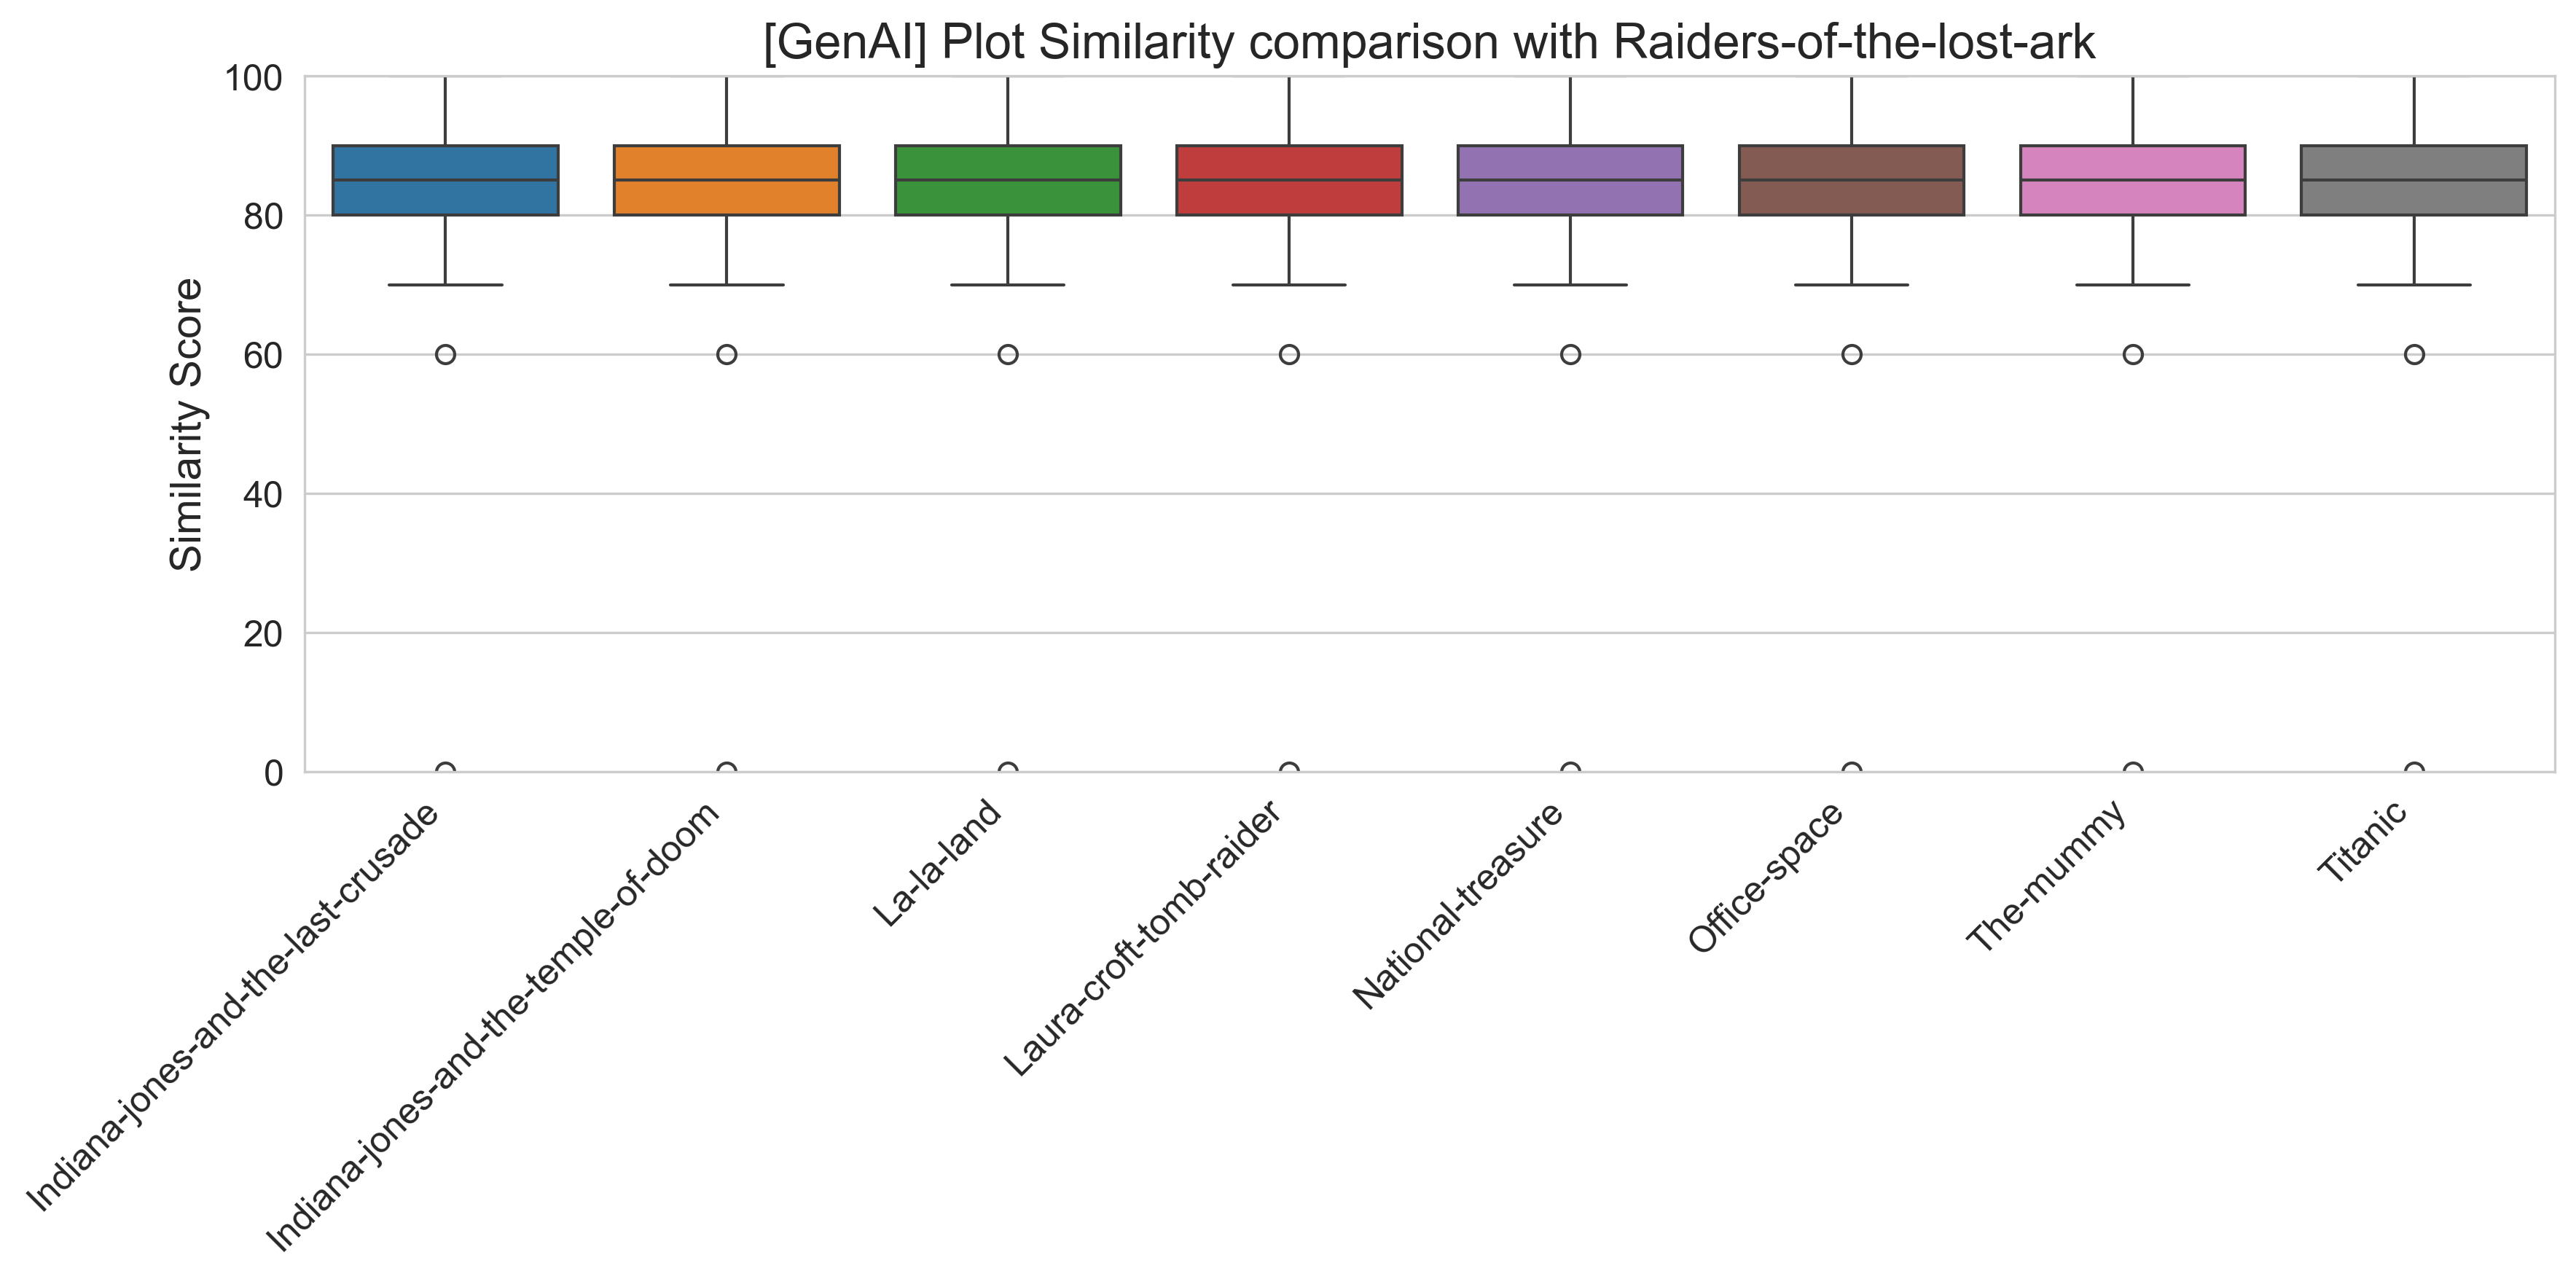 [GenAI] Plot Similarity comparison with Raiders-of-the-lost-ark
Similarity Score
100
80
60
40
20
0
Indiana-jones-and-the-last-crusade
Indiana-jones-and-the-temple-of-doom
La-la-land
Laura-croft-tomb-raider
National-treasure
Office-space
The-mummy
Titanic